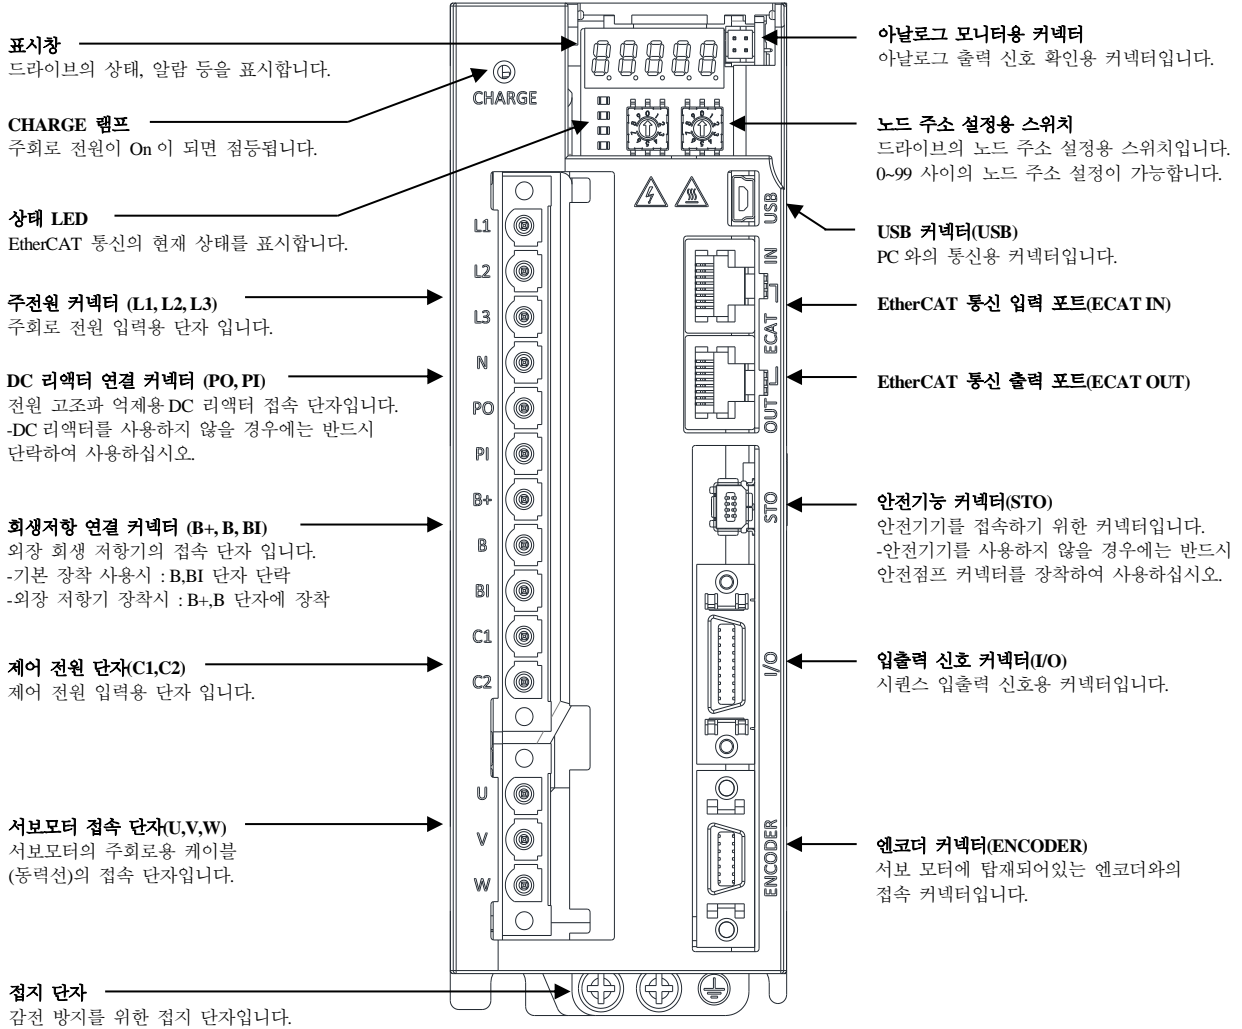 표시창
드라이브의 상태, 알람 등을 표시합니다.
CHARGE 램프
주회로 전원이 On 이 되면 점등됩니다.
상태 LED
EtherCAT 통신의 현재 상태를 표시합니다.
주전원 커넥터 (L1, L2, L3)
주회로 전원 입력용 단자 입니다.
DC 리액터 연결 커넥터 (PO, PI)
전원 고조파 억제용 DC 리액터 접속 단자입니다.
-DC 리액터를 사용하지 않을 경우에는 반드시
단락하여 사용하십시오.
회생저항 연결 커넥터 (B+, B, BI)
외장 회생 저항기의 접속 단자 입니다.
-기본 장착 사용시 : B,BI 단자 단락
-외장 저항기 장착시 : B+,B 단자에 장착
제어 전원 단자(C1,C2)
제어 전원 입력용 단자 입니다.
서보모터 접속 단자(U,V,W)
서보모터의 주회로용 케이블
(동력선)의 접속 단자입니다.
접지 단자
감전 방지를 위한 접지 단자입니다.
CHARGE
L1
L2
L3
N
PO
PI
B+
B
BI
C1
C2
U
V
W
USB
IN
ECAT
OUT
STO
I/O
ENCODER
아날로그 모니터용 커넥터
아날로그 출력 신호 확인용 커넥터입니다.
노드 주소 설정용 스위치
드라이브의 노드 주소 설정용 스위치입니다.
0~99 사이의 노드 주소 설정이 가능합니다.
USB 커넥터(USB)
PC 와의 통신용 커넥터입니다.
EtherCAT 통신 입력 포트(ECAT IN)
EtherCAT 통신 출력 포트(ECAT OUT)
안전기능 커넥터(STO)
안전기기를 접속하기 위한 커넥터입니다.
-안전기기를 사용하지 않을 경우에는 반드시
안전점프 커넥터를 장착하여 사용하십시오.
입출력 신호 커넥터(I/O)
시퀀스 입출력 신호용 커넥터입니다.
엔코더 커넥터(ENCODER)
서보 모터에 탑재되어있는 엔코더와의
접속 커넥터입니다.